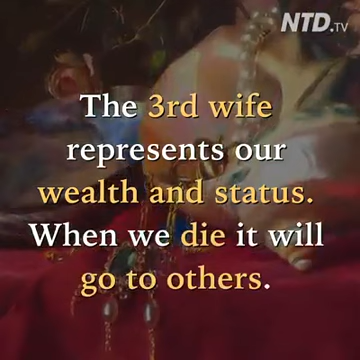 NTD.TV
The 3rd wife
represents our
wealth and status.
When we die it will
go to others.